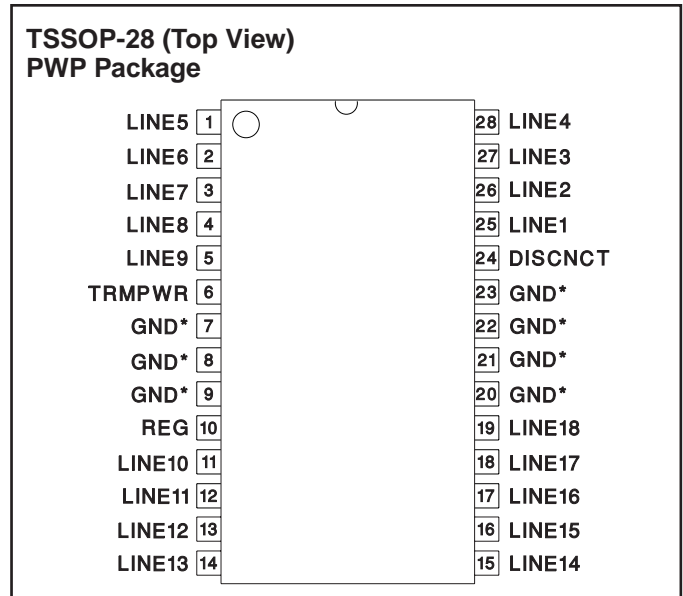 TSSOP-28 (Top View)
PWP Package
LINE5 1 28 LINE4
LINE6 2 27 LINE3
LINE7 3 26 LINE2
LINE8 4 25 LINE1
LINE9 5 24 DISCNCT
TRMPWR 6 23 GND*
GND* 7 22 GND*
GND* 8 21 GND*
GND* 9 20 GND*
REG 10 19 LINE18
LINE10 11 18 LINE17
LINE11 12 17 LINE16
LINE12 13 16 LINE15
LINE13 14 15 LINE14